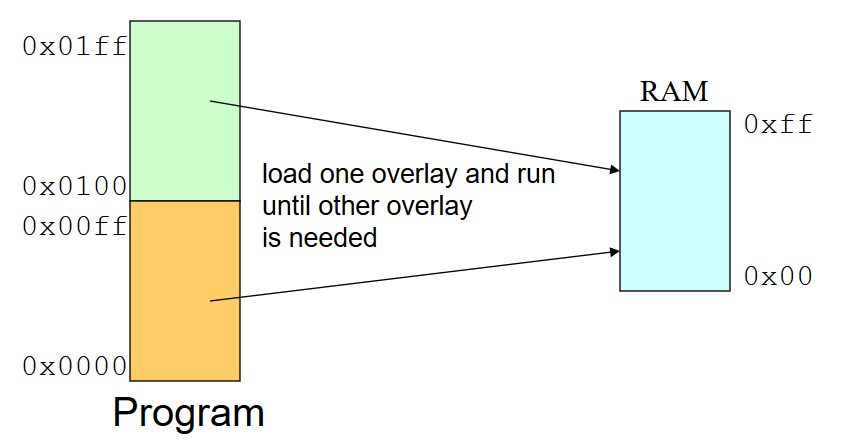 0x01ff
0x0100
0x00ff
0x0000
Program
load one overlay and run
until other overlay
is needed
RAM
0xff
0x00